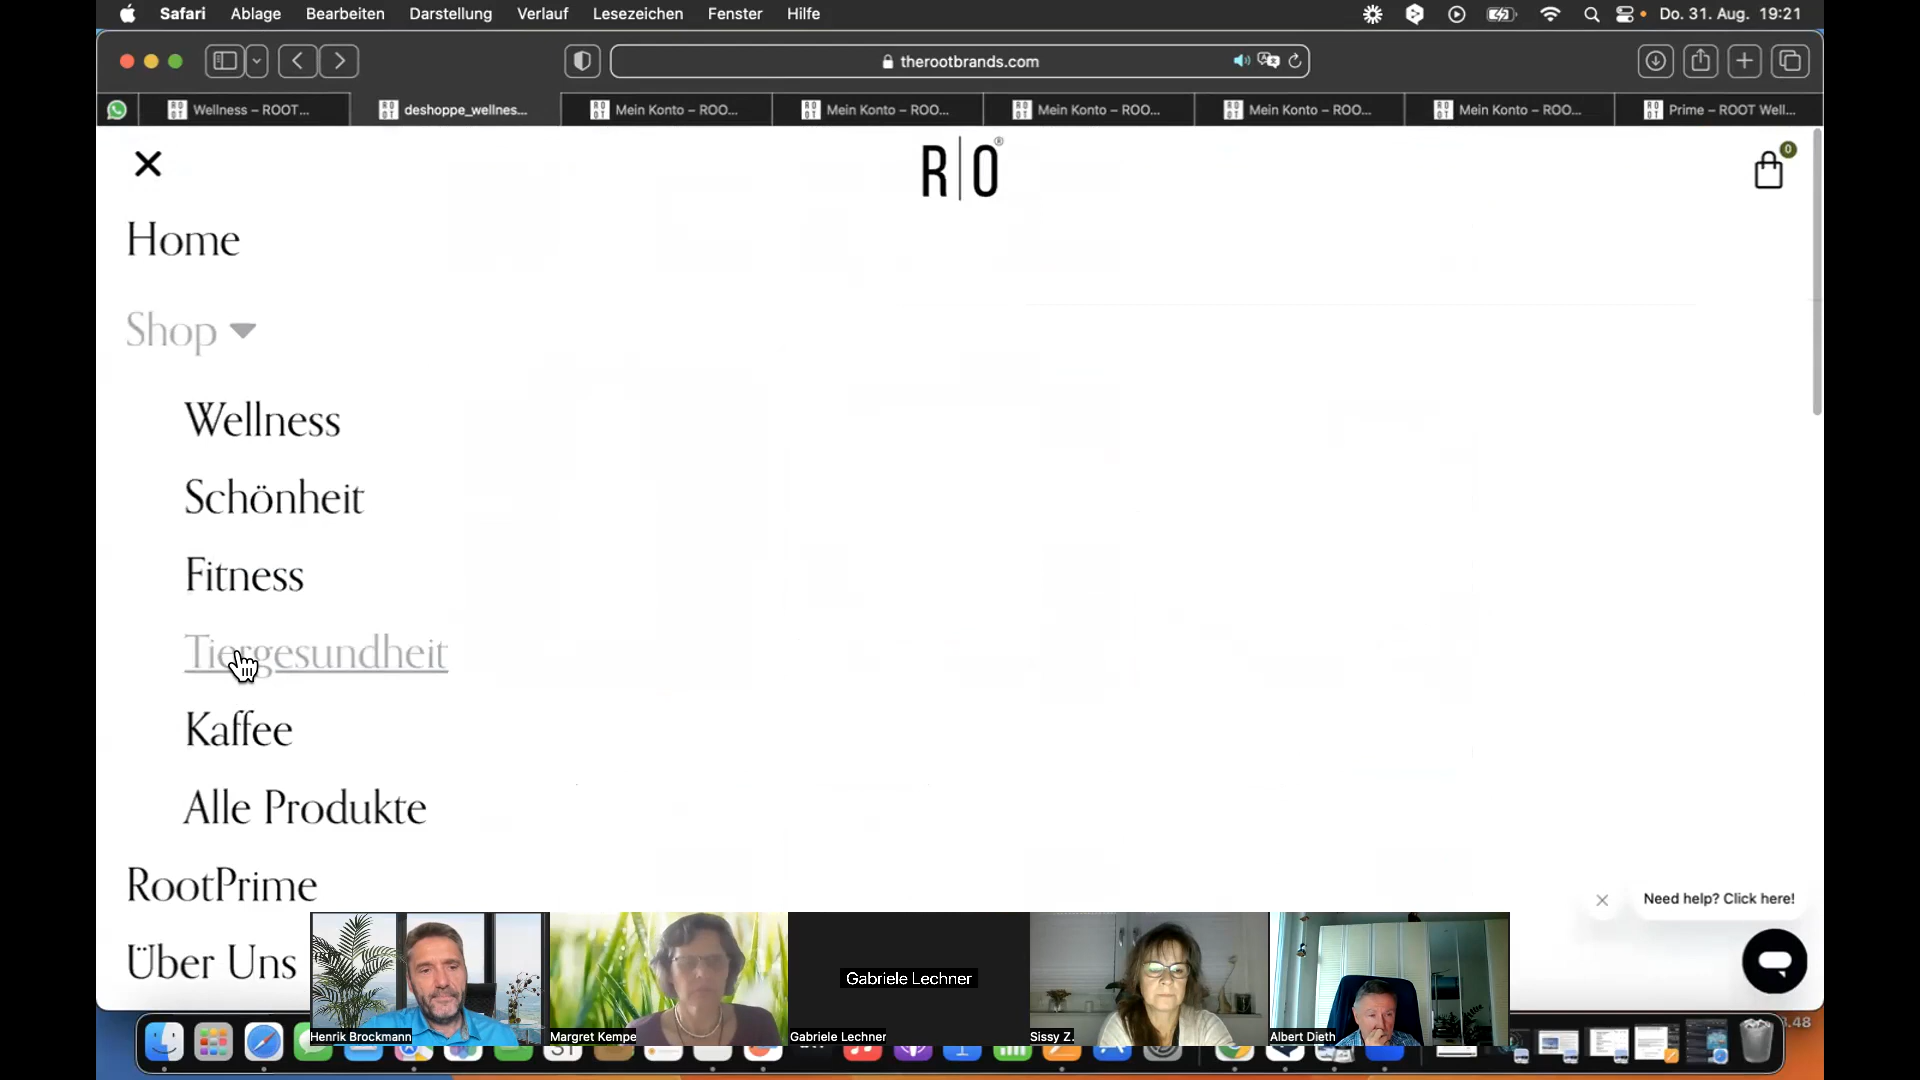 Safari Ablage Bearbeiten Darstellung Verlauf Lesezeichen Fenster Hilfe Do. 31. Aug. 19:21
therootbrands.com
Wellness – ROOT... deshoppe_wellnes... Mein Konto – ROO... Mein Konto – ROO... Mein Konto – ROO... Mein Konto – ROO... Mein Konto – ROO... Prime – ROOT Well...
R|O®
0
Home
Shop
Wellness
Schönheit
Fitness
Tiergesundheit
Kaffee
Alle Produkte
RootPrime
Need help? Click here!
Über Uns
Gabriele Lechner
Henrik Brockmann Margret Kempe Gabriele Lechner Sissy Z. Albert Dieth